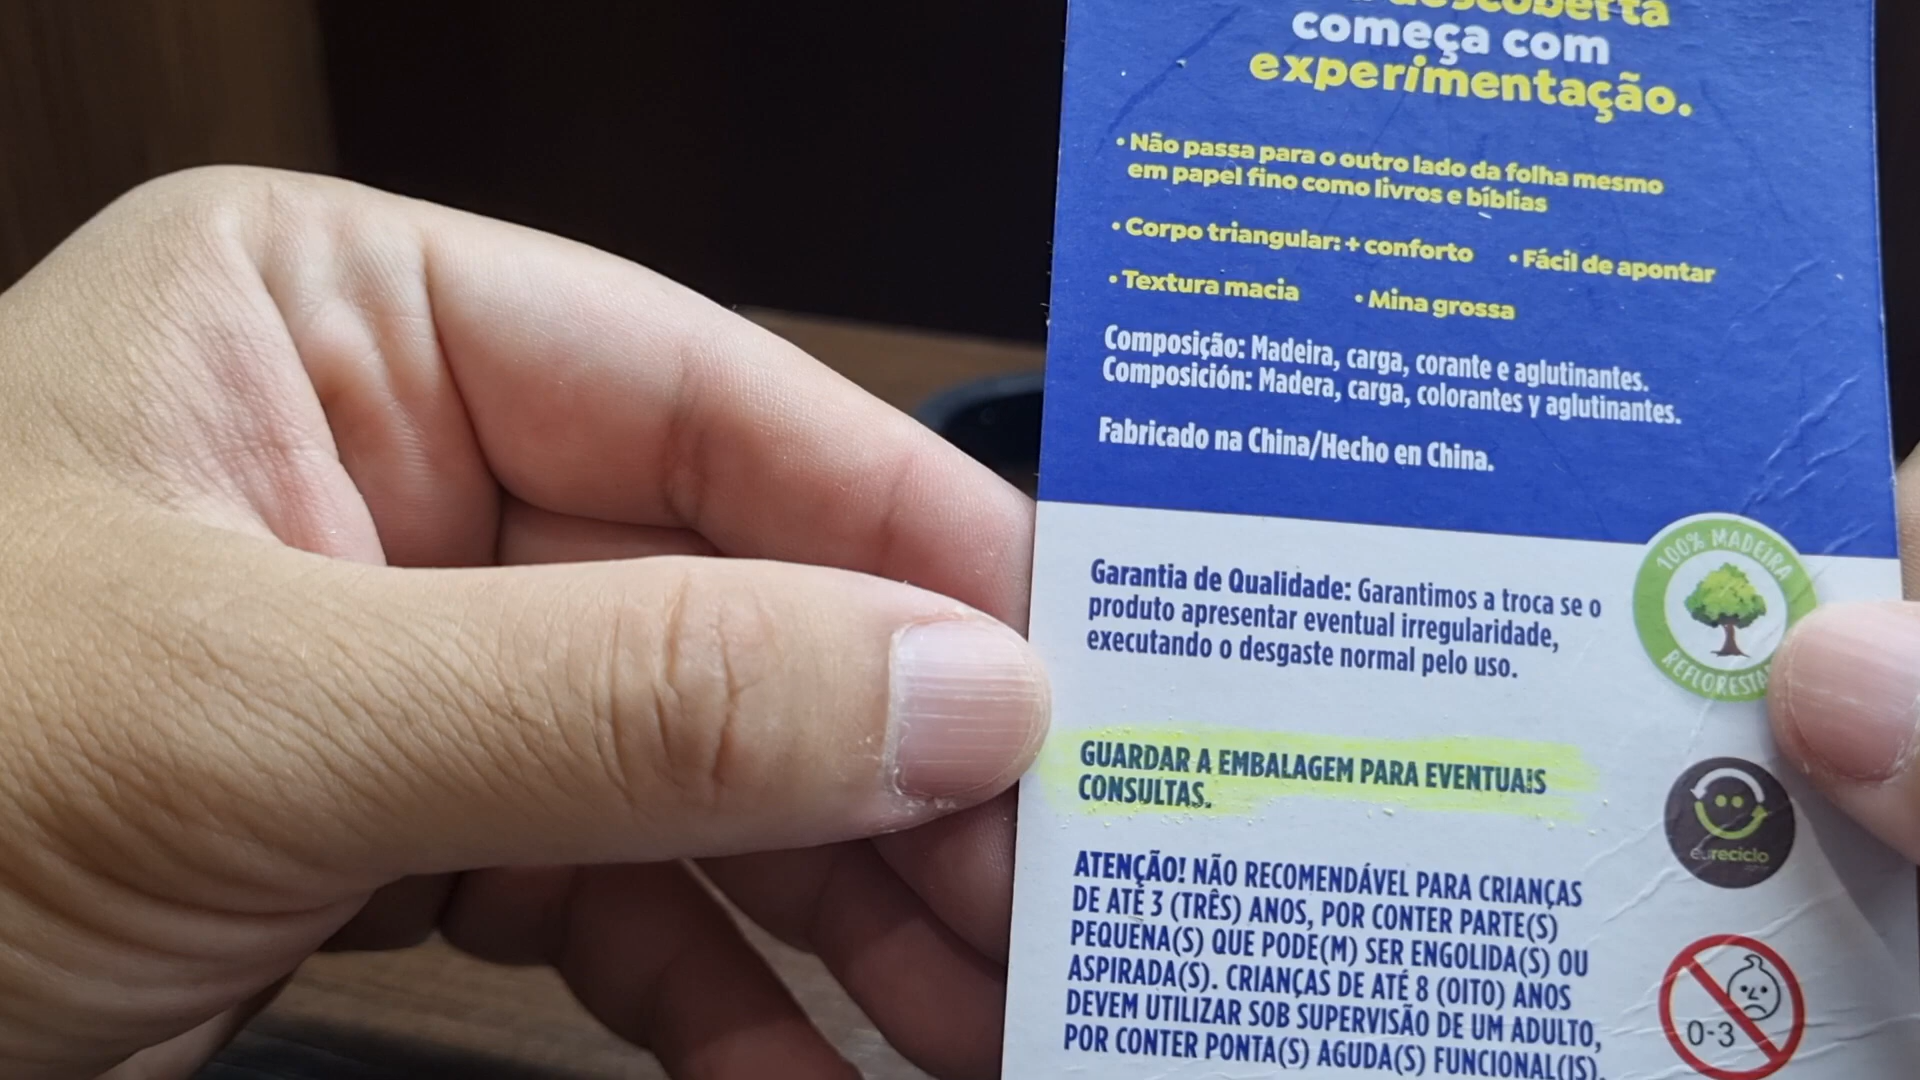 descoberta
começa com
experimentação.
• Não passa para o outro lado da folha mesmo
em papel fino como livros e bíblias
• Corpo triangular: + conforto • Fácil de apontar
• Textura macia • Mina grossa
Composição: Madeira, carga, corante e aglutinantes.
Composición: Madera, carga, colorantes y aglutinantes.
Fabricado na China/Hecho en China.
100% MADEIRA
Garantia de Qualidade: Garantimos a troca se o
produto apresentar eventual irregularidade,
executando o desgaste normal pelo uso.
GUARDAR A EMBALAGEM PARA EVENTUAIS
CONSULTAS.
eureciclo
ATENÇÃO! NÃO RECOMENDÁVEL PARA CRIANÇAS
DE ATÉ 3 (TRÊS) ANOS, POR CONTER PARTE(S)
PEQUENA(S) QUE PODE(M) SER ENGOLIDA(S) OU
ASPIRADA(S). CRIANÇAS DE ATÉ 8 (OITO) ANOS
DEVEM UTILIZAR SOB SUPERVISÃO DE UM ADULTO,
POR CONTER PONTA(S) AGUDA(S) FUNCIONAL(IS).
0-3